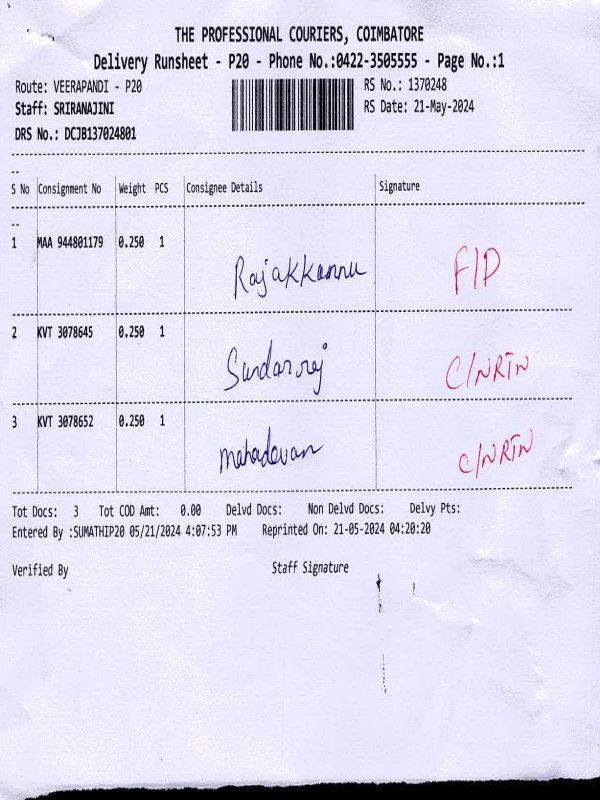 THE PROFESSIONAL COURIERS, COIMBATORE
Delivery Runsheet - P20 - Phone No.:0422-3505555 - Page No.:1
Route: VEERAPANDI - P20 RS No.: 1370248
Staff: SRIRANAJINI RS Date: 21-May-2024
DRS No.: DCJB137024801
S No Consignment No Weight PCS Consignee Details Signature
1 MAA 944801179 0.250 1 Rajakkannu F/D
2 KVT 3078645 0.250 1 Sundarraj C/NRTN
3 KVT 3078652 0.250 1 mahadevan C/NRTN
Tot Docs: 3 Tot COD Amt: 0.00 Delvd Docs: Non Delvd Docs: Delvy Pts:
Entered By :SUMATHIP20 05/21/2024 4:07:53 PM Reprinted On: 21-05-2024 04:20:20
Verified By Staff Signature